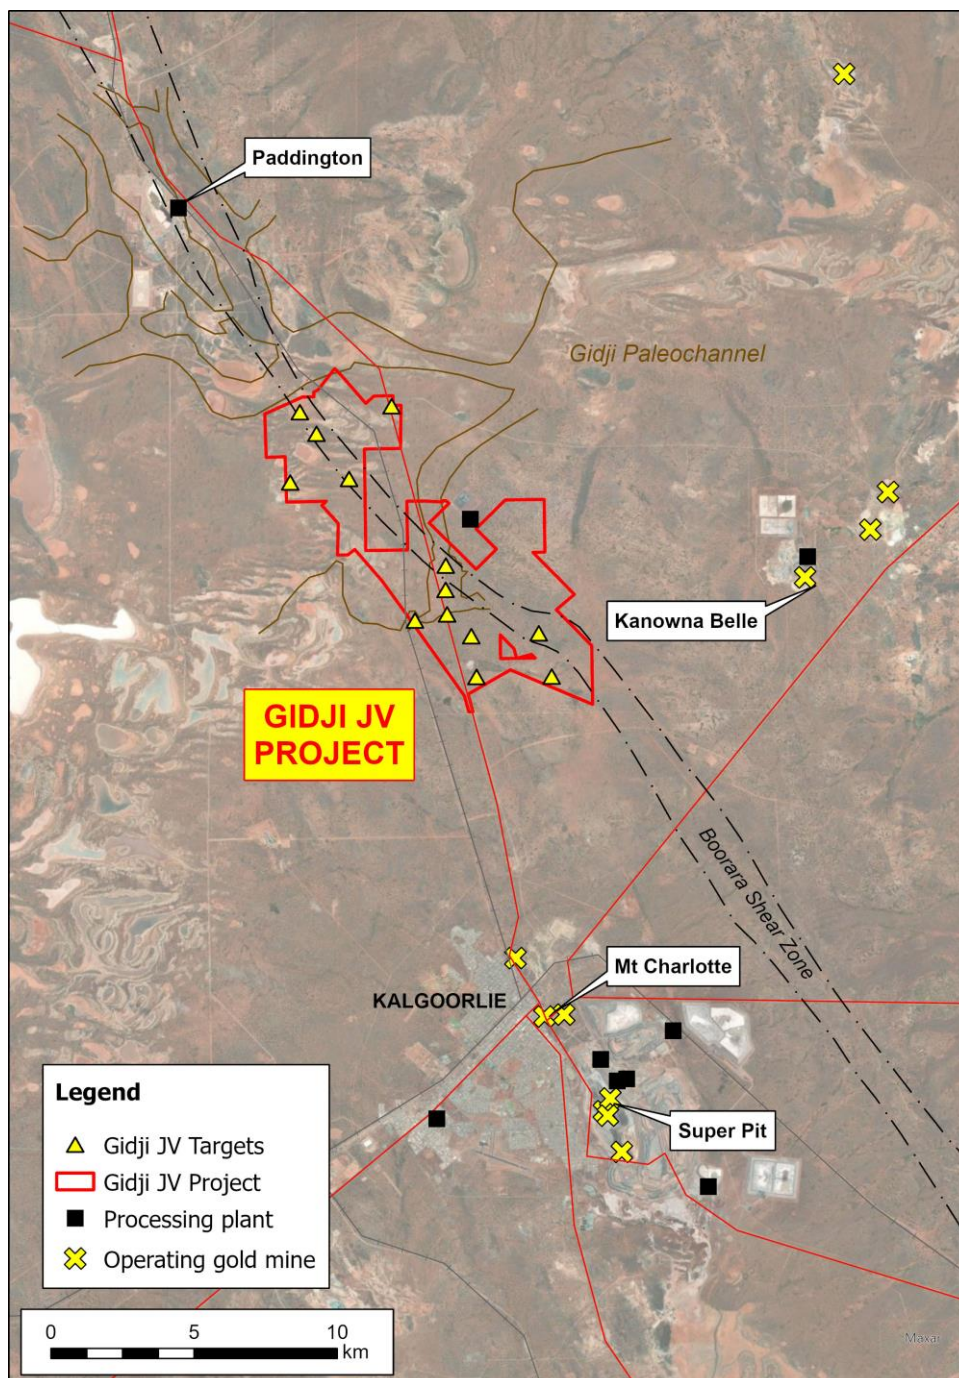 Paddington
Gidji Paleochannel
Kanowna Belle
GIDJI JV
PROJECT
Boorara Shear Zone
Mt Charlotte
KALGOORLIE
Super Pit
Legend
Gidji JV Targets
Gidji JV Project
Processing plant
Operating gold mine
0 5 10
km
Maxar